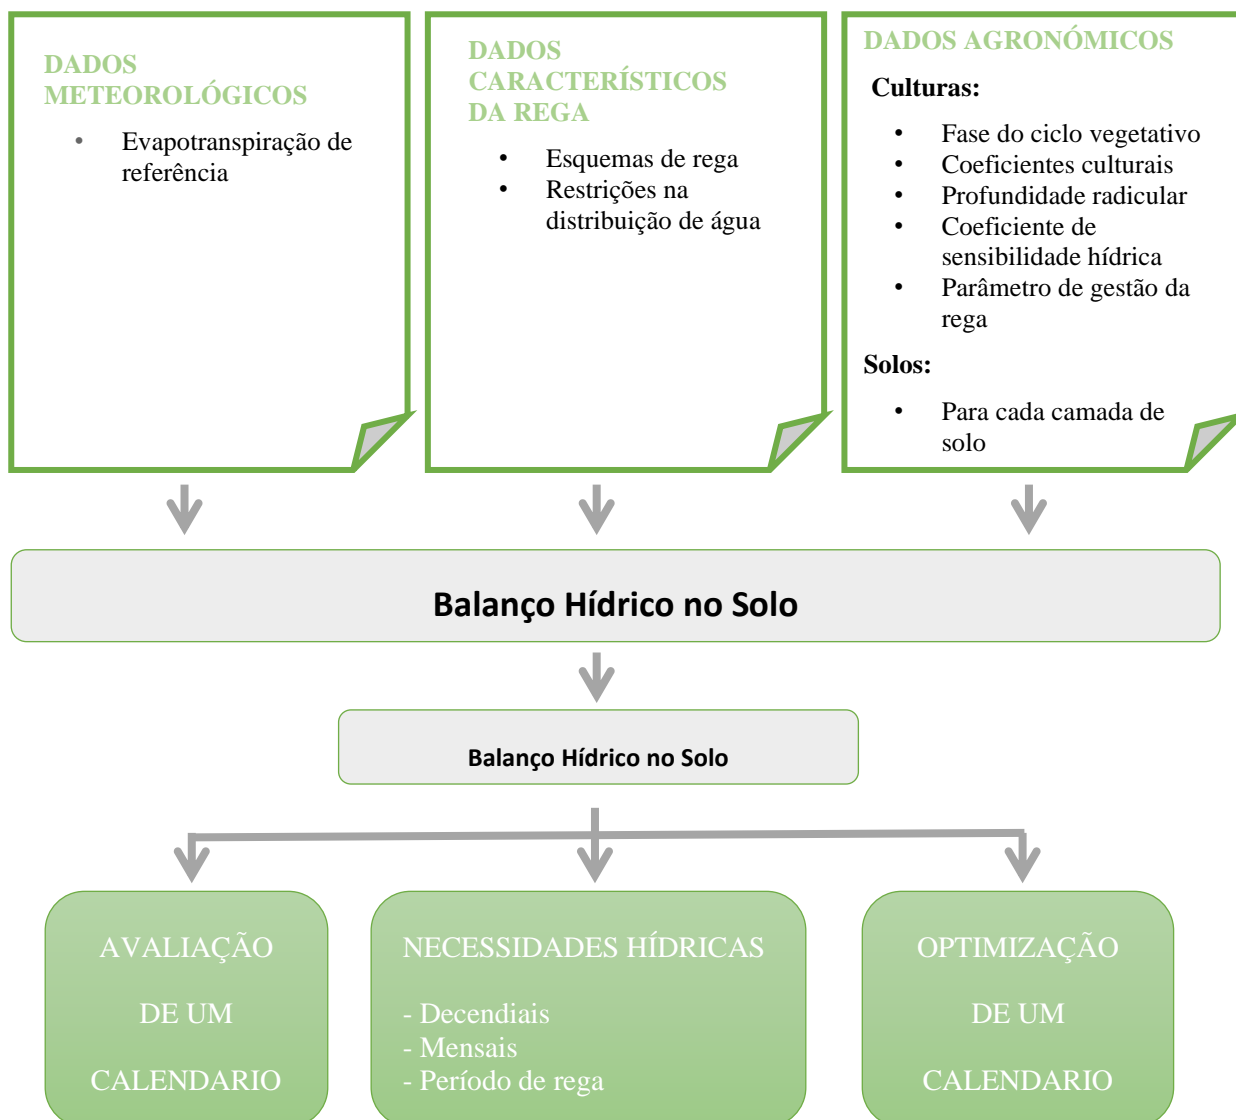 DADOS
METEOROLÓGICOS
• Evapotranspiração de
referência
DADOS
CARACTERÍSTICOS
DA REGA
• Esquemas de rega
• Restrições na
distribuição de água
DADOS AGRONÓMICOS
Culturas:
• Fase do ciclo vegetativo
• Coeficientes culturais
• Profundidade radicular
• Coeficiente de
sensibilidade hídrica
• Parâmetro de gestão da
rega
Solos:
• Para cada camada de
solo
Balanço Hídrico no Solo
Balanço Hídrico no Solo
AVALIAÇÃO
DE UM
CALENDARIO
NECESSIDADES HÍDRICAS
- Decendiais
- Mensais
- Período de rega
OPTIMIZAÇÃO
DE UM
CALENDARIO